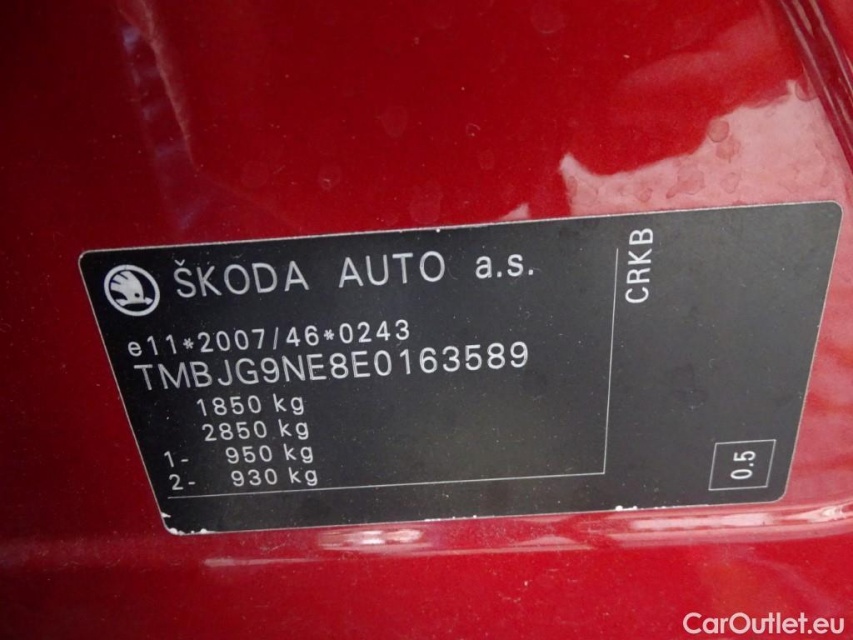 ŠKODA AUTO a.s.
e11*2007/46*0243
TMBJG9NE8E0163589
1850 kg
2850 kg
1- 950 kg
2- 930 kg
CRKB
0.5
CarOutlet.eu